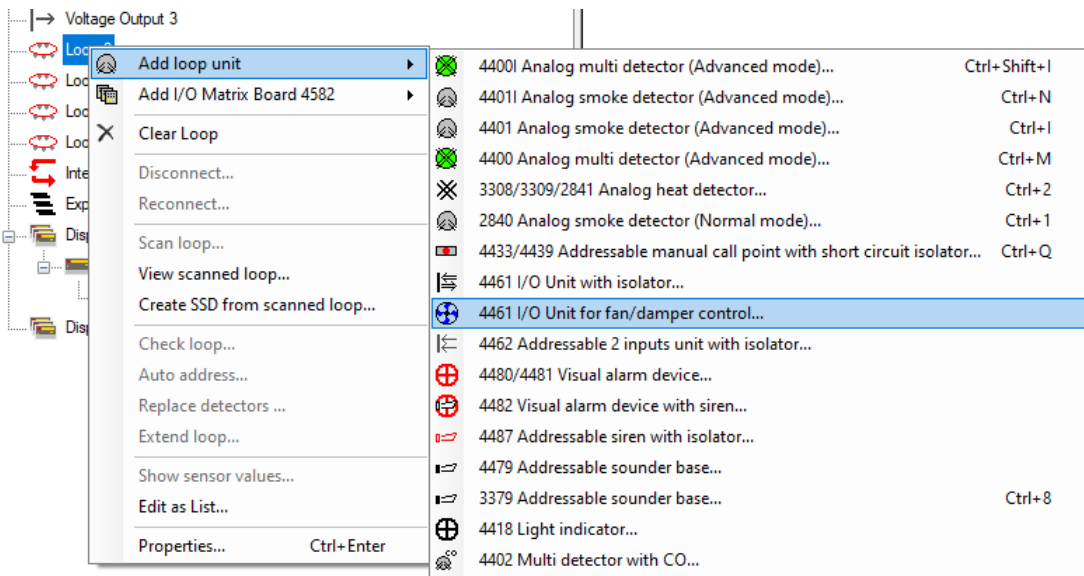 Voltage Output 3
Loop
Add loop unit
Add I/O Matrix Board 4582
Clear Loop
Disconnect...
Reconnect...
Scan loop...
View scanned loop...
Create SSD from scanned loop...
Check loop...
Auto address...
Replace detectors ...
Extend loop...
Show sensor values...
Edit as List...
Properties... Ctrl+Enter
4400I Analog multi detector (Advanced mode)... Ctrl+Shift+I
4401I Analog smoke detector (Advanced mode)... Ctrl+N
4401 Analog smoke detector (Advanced mode)... Ctrl+I
4400 Analog multi detector (Advanced mode)... Ctrl+M
3308/3309/2841 Analog heat detector... Ctrl+2
2840 Analog smoke detector (Normal mode)... Ctrl+1
4433/4439 Addressable manual call point with short circuit isolator... Ctrl+Q
4461 I/O Unit with isolator...
4461 I/O Unit for fan/damper control...
4462 Addressable 2 inputs unit with isolator...
4480/4481 Visual alarm device...
4482 Visual alarm device with siren...
4487 Addressable siren with isolator...
4479 Addressable sounder base...
3379 Addressable sounder base... Ctrl+8
4418 Light indicator...
4402 Multi detector with CO...